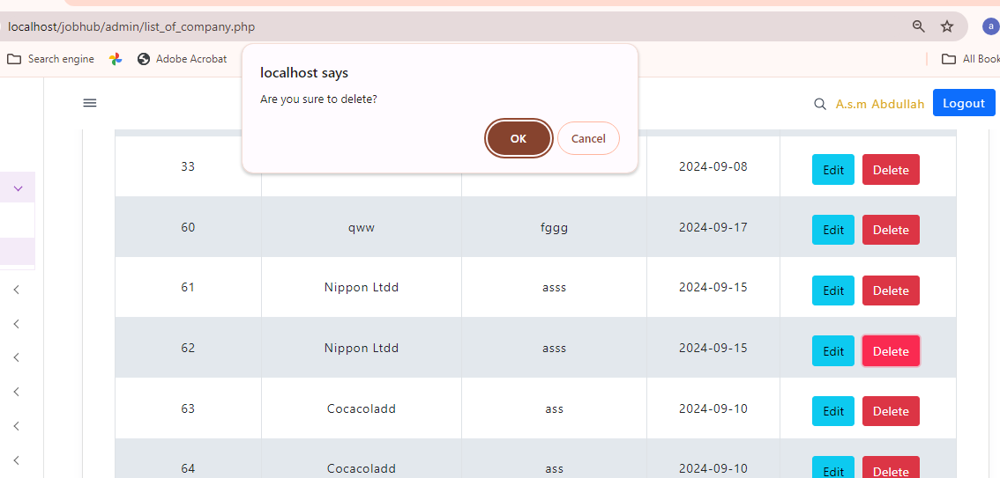 localhost/jobhub/admin/list_of_company.php
a
Search engine
Adobe Acrobat
All Book
localhost says
Are you sure to delete?
OK
Cancel
A.s.m Abdullah
Logout
33 2024-09-08 Edit Delete
60 qww fggg 2024-09-17 Edit Delete
61 Nippon Ltdd asss 2024-09-15 Edit Delete
62 Nippon Ltdd asss 2024-09-15 Edit Delete
63 Cocacoladd ass 2024-09-10 Edit Delete
64 Cocacoladd ass 2024-09-10 Edit Delete